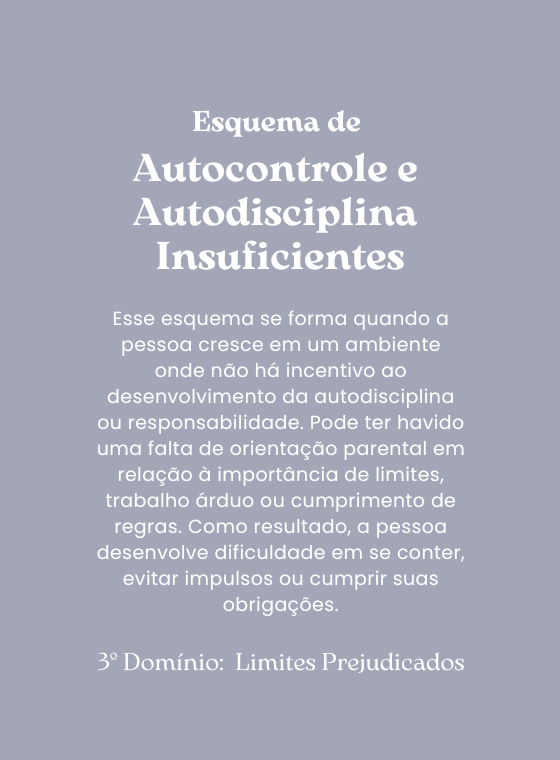 Esquema de
Autocontrole e
Autodisciplina
Insuficientes
Esse esquema se forma quando a
pessoa cresce em um ambiente
onde não há incentivo ao
desenvolvimento da autodisciplina
ou responsabilidade. Pode ter havido
uma falta de orientação parental em
relação à importância de limites,
trabalho árduo ou cumprimento de
regras. Como resultado, a pessoa
desenvolve dificuldade em se conter,
evitar impulsos ou cumprir suas
obrigações.
3º Domínio: Limites Prejudicados